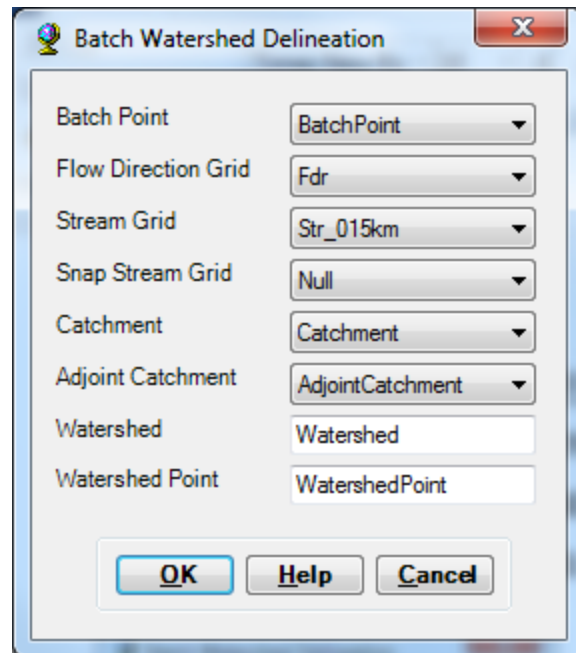 Batch Watershed Delineation
Batch Point BatchPoint
Flow Direction Grid Fdr
Stream Grid Str_015km
Snap Stream Grid Null
Catchment Catchment
Adjoint Catchment AdjointCatchment
Watershed Watershed
Watershed Point WatershedPoint
OK Help Cancel